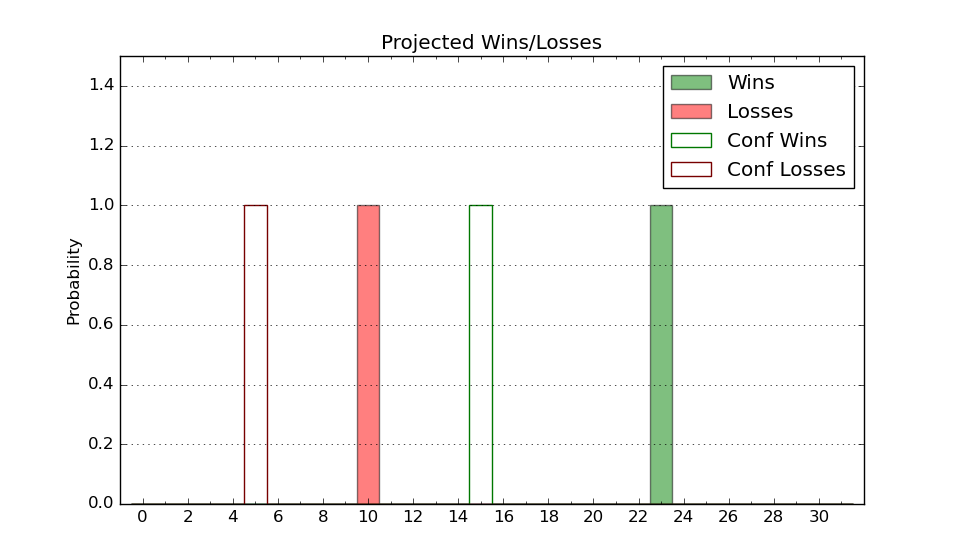 Projected Wins/Losses
Wins
Losses
Conf Wins
Conf Losses
Probability
1.4
1.2
1.0
0.8
0.6
0.4
0.2
0.0
0 2 4 6 8 10 12 14 16 18 20 22 24 26 28 30